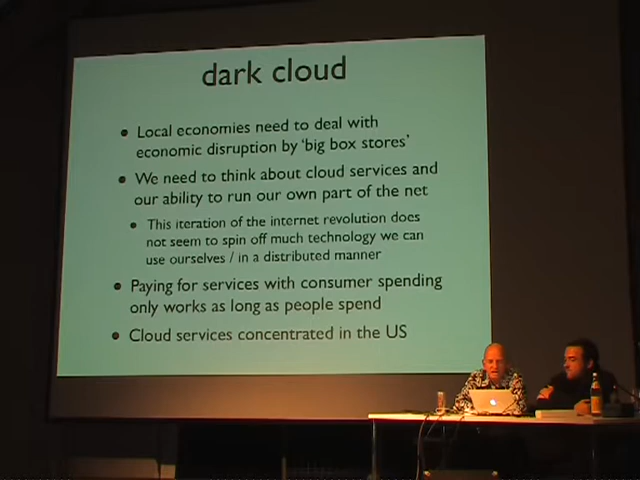 dark cloud
Local economies need to deal with
economic disruption by 'big box stores'
We need to think about cloud services and
our ability to run our own part of the net
This iteration of the internet revolution does
not seem to spin off much technology we can
use ourselves / in a distributed manner
Paying for services with consumer spending
only works as long as people spend
Cloud services concentrated in the US